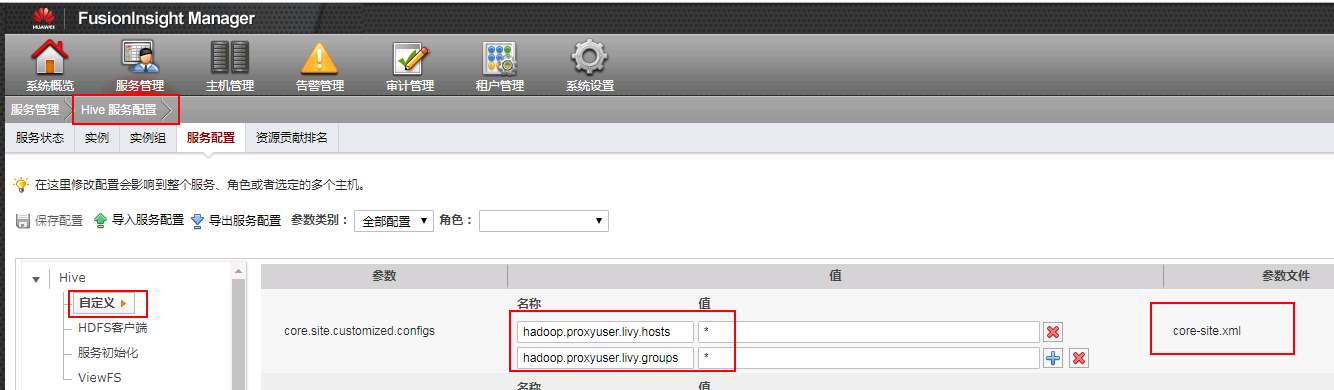 HUAWEI FusionInsight Manager
系统概览 服务管理 主机管理 告警管理 审计管理 租户管理 系统设置
服务管理 Hive 服务配置
服务状态 实例 实例组 服务配置 资源贡献排名
在这里修改配置会影响到整个服务、角色或者选定的多个主机。
保存配置 导入服务配置 导出服务配置 参数类别： 全部配置 角色：
Hive
自定义
HDFS客户端
服务初始化
ViewFS
参数 值 参数文件
名称 值
core.site.customized.configs hadoop.proxyuser.livy.hosts * core-site.xml
hadoop.proxyuser.livy.groups *
名称 值